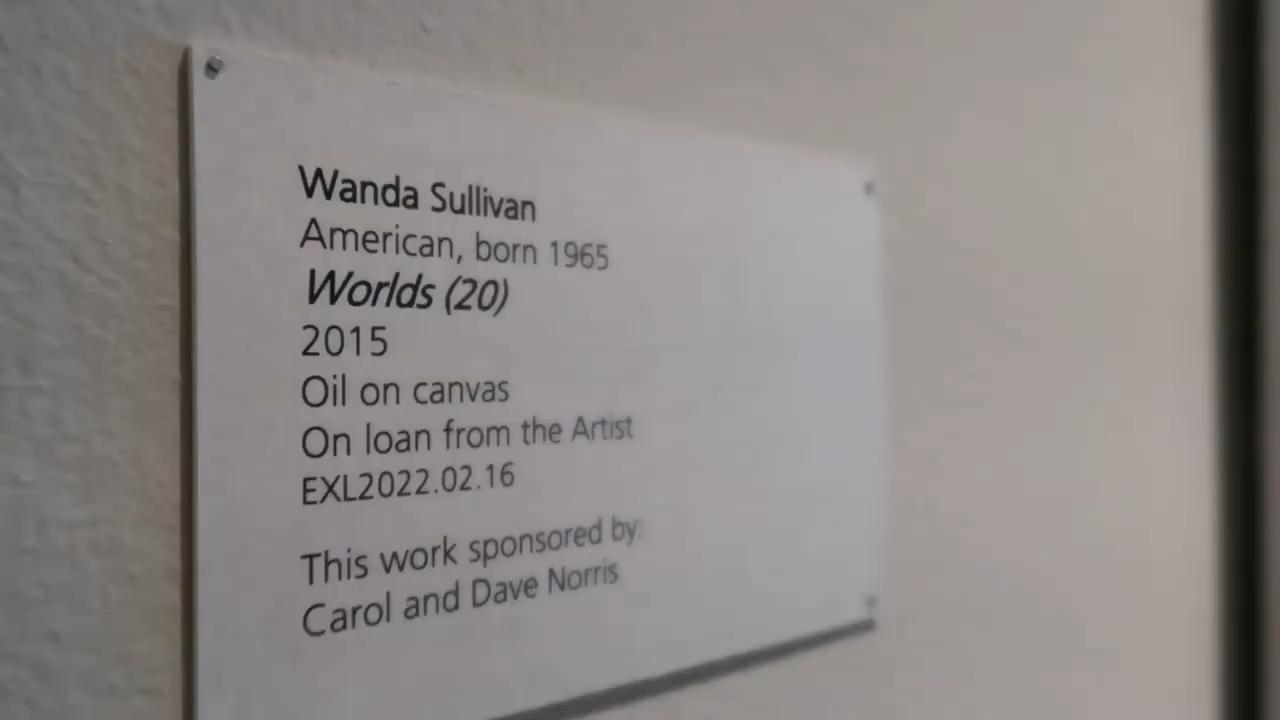 Wanda Sullivan
American, born 1965
Worlds (20)
2015
Oil on canvas
On loan from the Artist
EXL2022.02.16
This work sponsored by:
Carol and Dave Norris